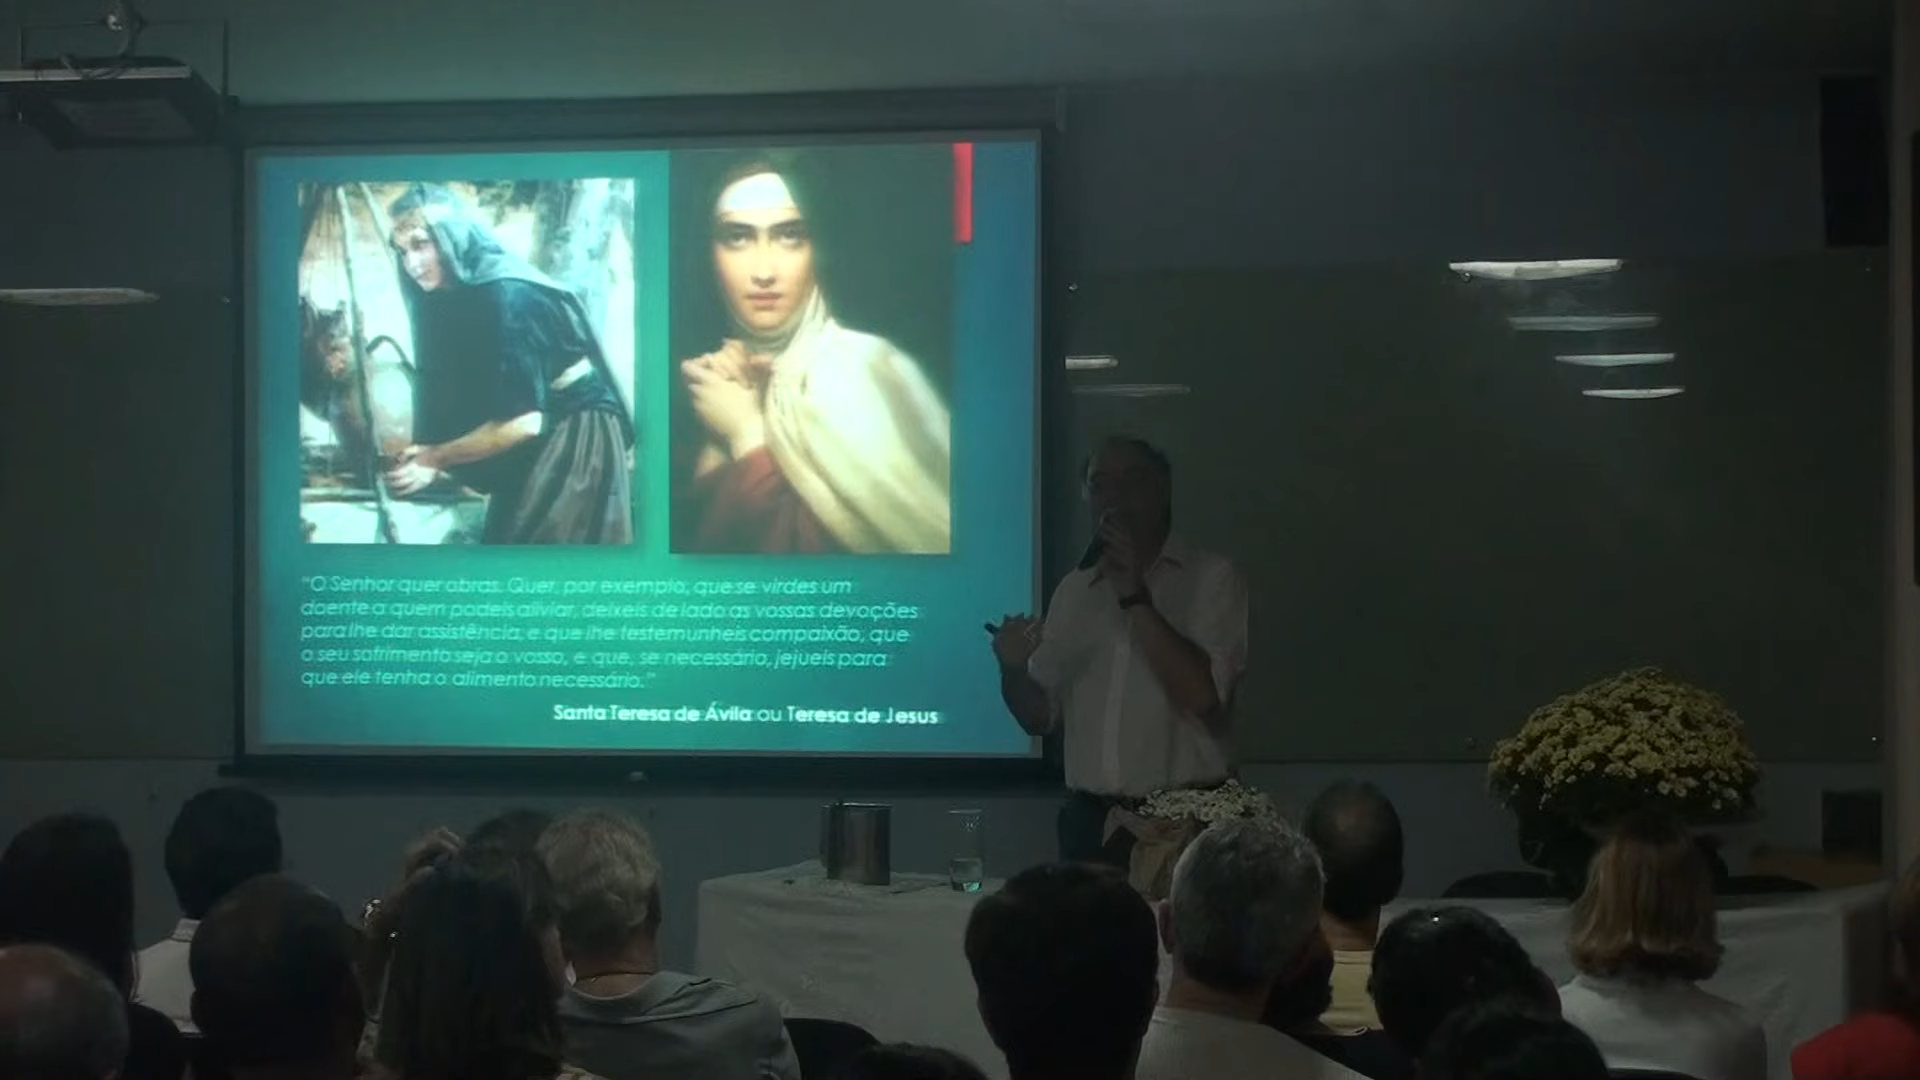 “O Senhor quer obras. Quer, por exemplo, que se virdes um
doente a quem podeis aliviar, deixeis de lado as vossas devoções
para lhe dar assistência, e que lhe testemunheis compaixão, que
o seu sofrimento seja o vosso, e que, se necessário, jejueis para
que ele tenha o alimento necessário.”
Santa Teresa de Ávila ou Teresa de Jesus